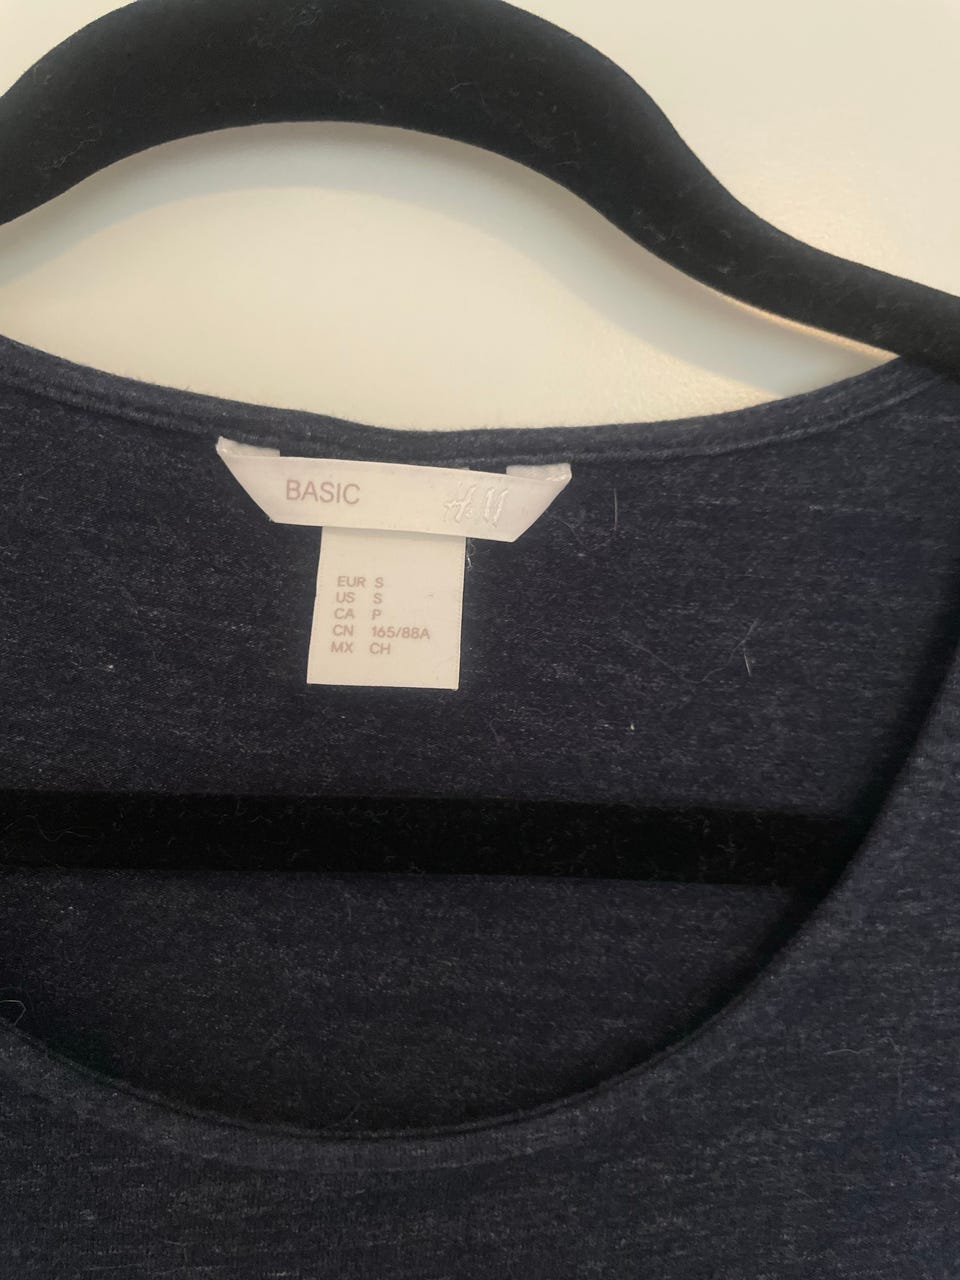 BASIC H&M
EUR S
US S
CA P
CN 165/88A
MX CH